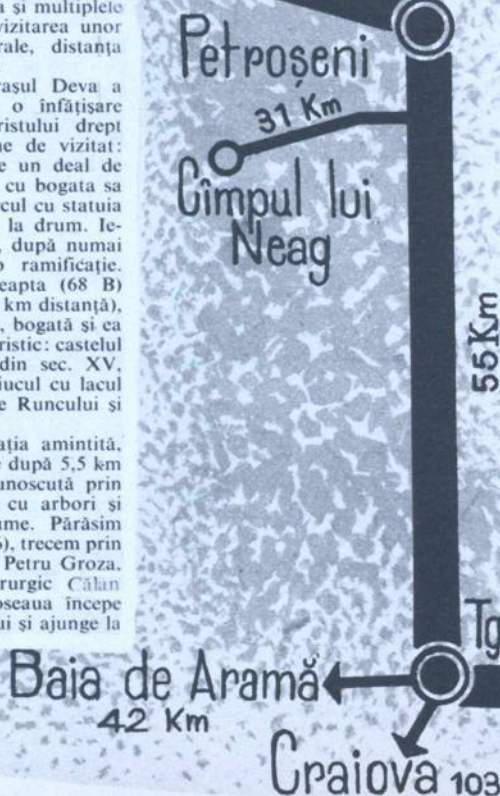 a și multiplele
vizitarea unor
rale, distanța
rașul Deva a
o înfățișare
ristului drept
ne de vizitat:
e un deal de
cu bogata sa
cul cu statuia
la drum. Ie-
, după numai
o ramificație.
eapta (68 B)
km distanță),
, bogată și ea
ristic: castelul
din sec. XV,
iucul cu lacul
e Runcului și
ația amintită,
e după 5,5 km
unoscută prin
cu arbori și
ume. Părăsim
6), trecem prin
Petru Groza,
rurgic Călan
oseaua începe
ui și ajunge la
Petroșeni
31 Km
Cîmpul lui
Neag
55 Km
Tg
Baia de Aramă
42 Km
Craiova 103